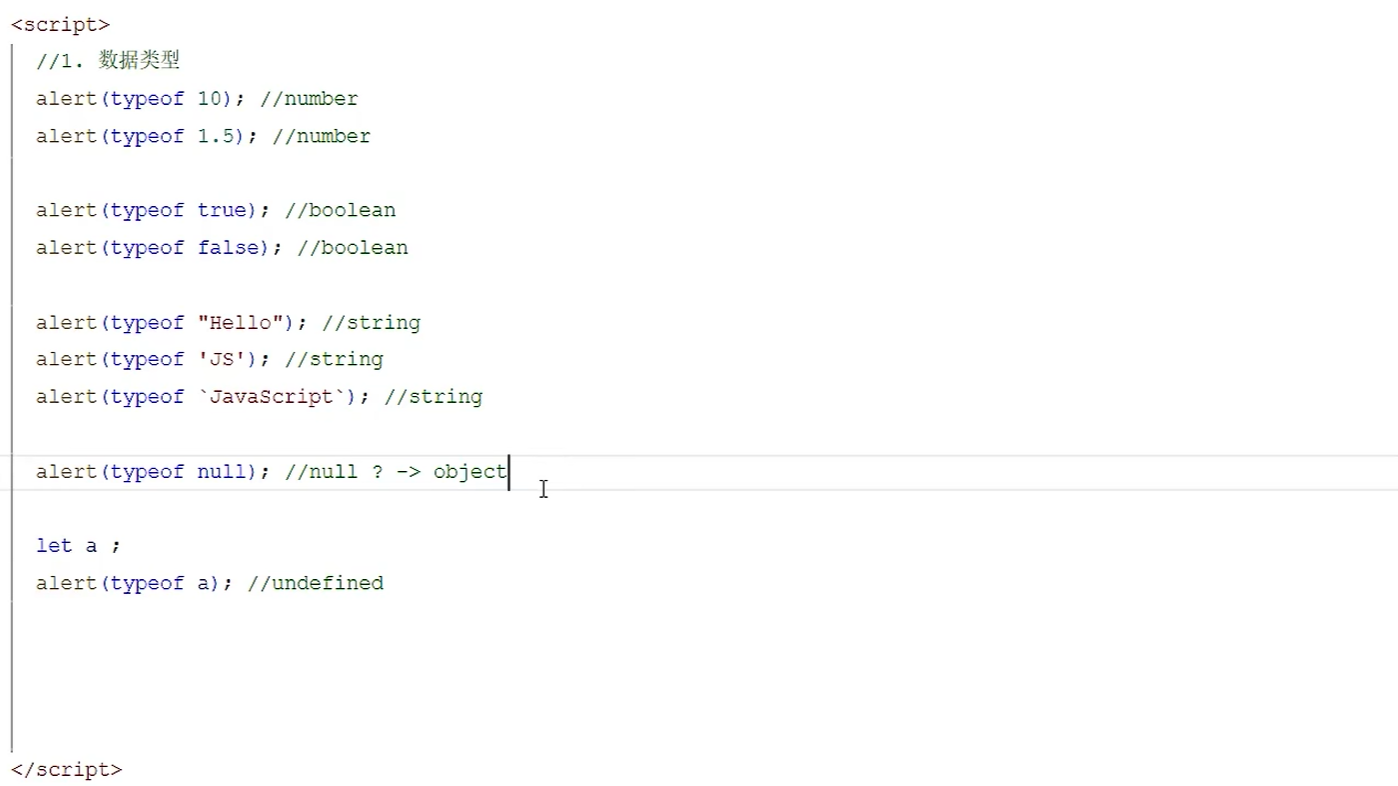 <script>
//1. 数据类型
alert(typeof 10); //number
alert(typeof 1.5); //number
alert(typeof true); //boolean
alert(typeof false); //boolean
alert(typeof "Hello"); //string
alert(typeof 'JS'); //string
alert(typeof `JavaScript`); //string
alert(typeof null); //null ? -> object
let a ;
alert(typeof a); //undefined
</script>